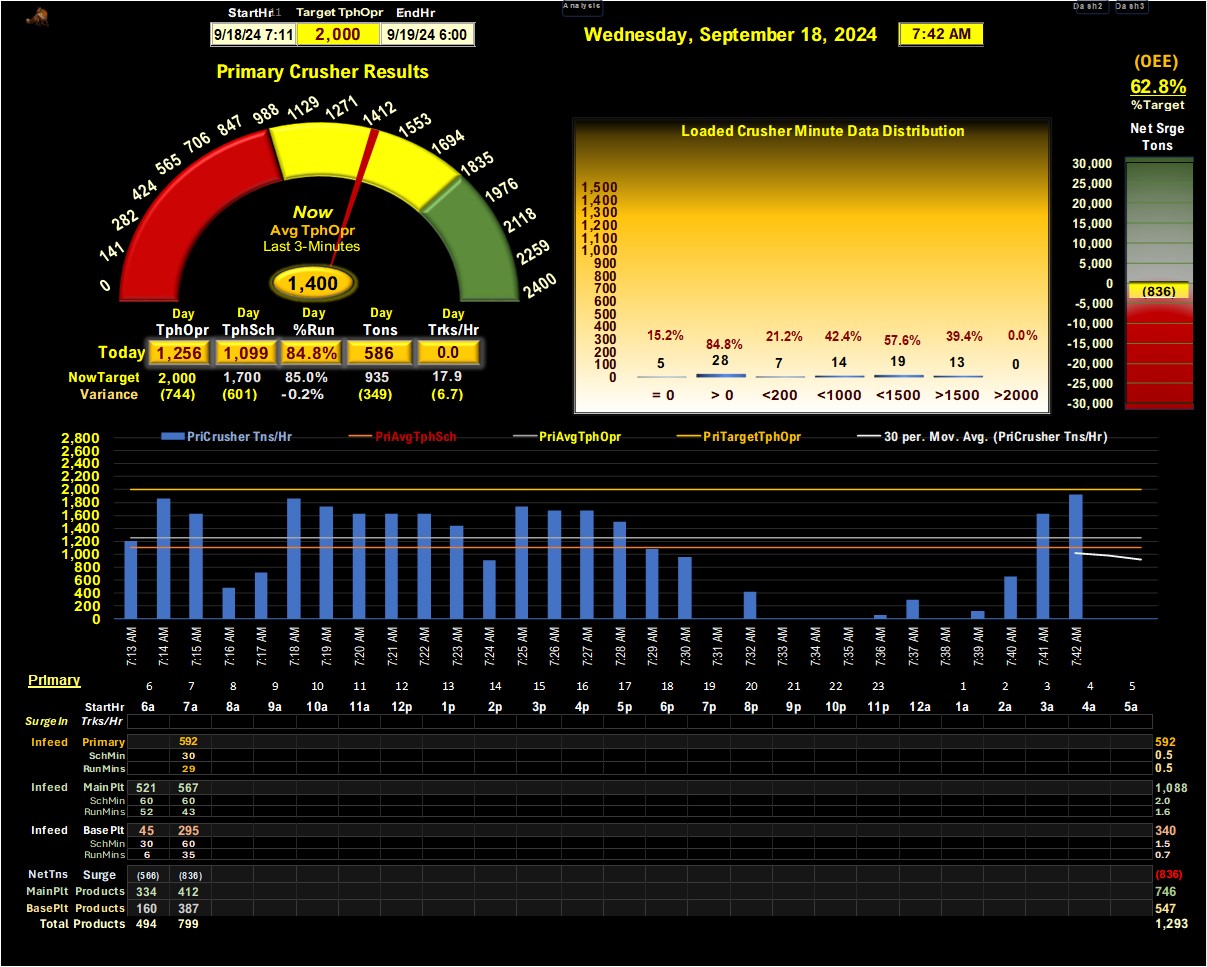 Analysis
Dash2 Dash3
StartHr 11 Target TphOpr EndHr
9/18/24 7:11 2,000 9/19/24 6:00
Wednesday, September 18, 2024 7:42 AM
(OEE)
62.8%
%Target
Primary Crusher Results
0 141 282 424 565 706 847 988 1129 1271 1412 1553 1694 1835 1976 2118 2259 2400
Now
Avg TphOpr
Last 3-Minutes
1,400
Day Day Day Day Day
TphOpr TphSch %Run Tons Trks/Hr
Today 1,256 1,099 84.8% 586 0.0
NowTarget 2,000 1,700 85.0% 935 17.9
Variance (744) (601) -0.2% (349) (6.7)
Loaded Crusher Minute Data Distribution
1,500
1,400
1,300
1,200
1,100
1,000
900
800
700
600
500
400
300
200
100
0
15.2% 84.8% 21.2% 42.4% 57.6% 39.4% 0.0%
5 28 7 14 19 13 0
= 0 > 0 <200 <1000 <1500 >1500 >2000
Net Srge
Tons
30,000
25,000
20,000
15,000
10,000
5,000
0
(836)
-5,000
-10,000
-15,000
-20,000
-25,000
-30,000
PriCrusher Tns/Hr PriAvgTphSch PriAvgTphOpr PriTargetTphOpr 30 per. Mov. Avg. (PriCrusher Tns/Hr)
2,800
2,600
2,400
2,200
2,000
1,800
1,600
1,400
1,200
1,000
800
600
400
200
0
7:13 AM 7:14 AM 7:15 AM 7:16 AM 7:17 AM 7:18 AM 7:19 AM 7:20 AM 7:21 AM 7:22 AM 7:23 AM 7:24 AM 7:25 AM 7:26 AM 7:27 AM 7:28 AM 7:29 AM 7:30 AM 7:31 AM 7:32 AM 7:33 AM 7:34 AM 7:35 AM 7:36 AM 7:37 AM 7:38 AM 7:39 AM 7:40 AM 7:41 AM 7:42 AM
Primary 6 7 8 9 10 11 12 13 14 15 16 17 18 19 20 21 22 23 1 2 3 4 5
StartHr 6a 7a 8a 9a 10a 11a 12p 1p 2p 3p 4p 5p 6p 7p 8p 9p 10p 11p 12a 1a 2a 3a 4a 5a
SurgeIn Trks/Hr
Infeed Primary 592 592
SchMin 30 0.5
RunMins 29 0.5
Infeed Main Plt 521 567 1,088
SchMin 60 60 2.0
RunMins 52 43 1.6
Infeed Base Plt 45 295 340
SchMin 30 60 1.5
RunMins 6 35 0.7
NetTns Surge (566) (836) (836)
MainPlt Products 334 412 746
BasePlt Products 160 387 547
Total Products 494 799 1,293